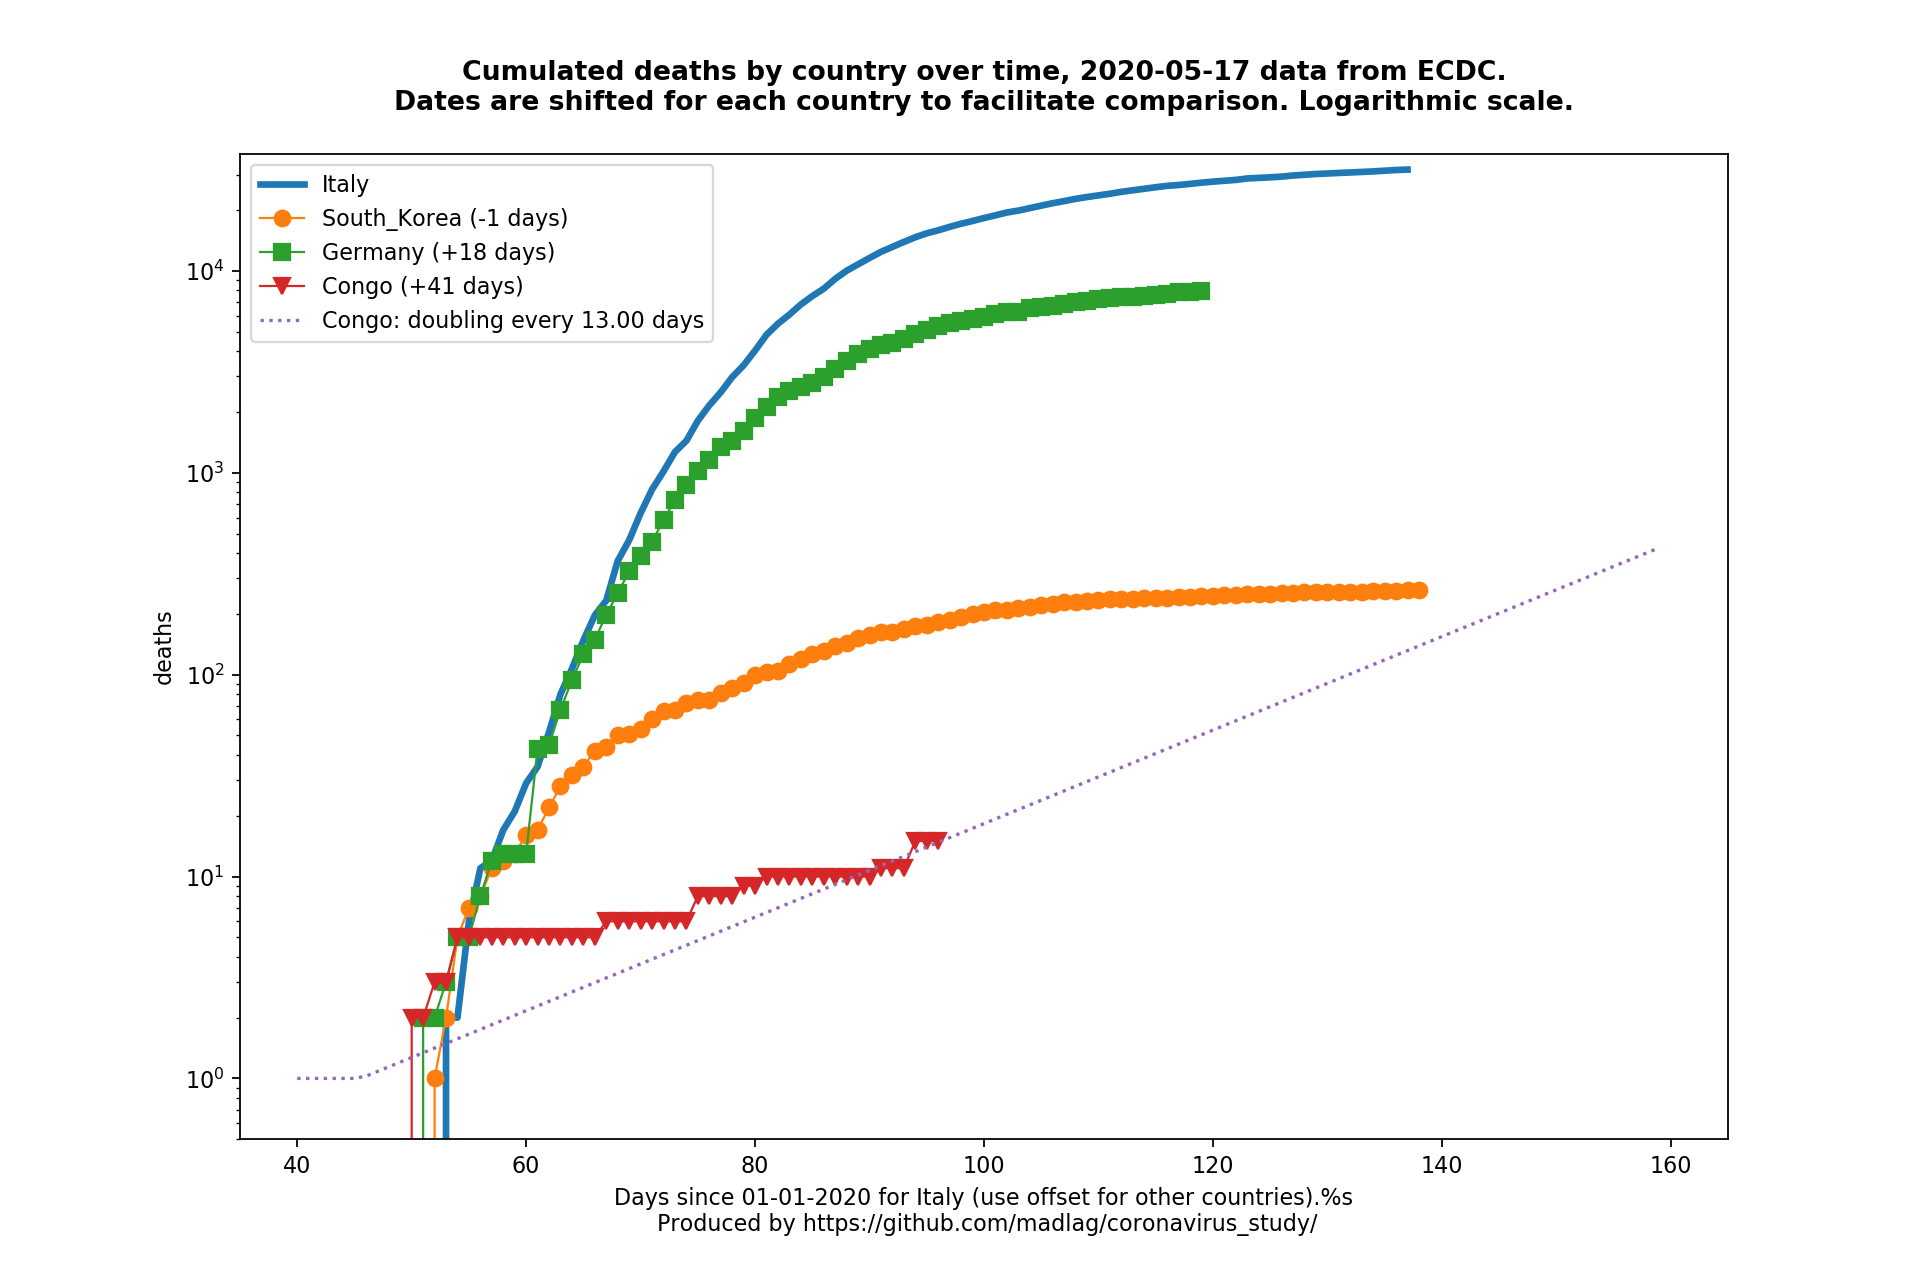 Cumulated deaths by country over time, 2020-05-17 data from ECDC.
Dates are shifted for each country to facilitate comparison. Logarithmic scale.
Italy
South_Korea (-1 days)
Germany (+18 days)
Congo (+41 days)
Congo: doubling every 13.00 days
10⁴
10³
10²
10¹
10⁰
deaths
40 60 80 100 120 140 160
Days since 01-01-2020 for Italy (use offset for other countries).%s
Produced by https://github.com/madlag/coronavirus_study/